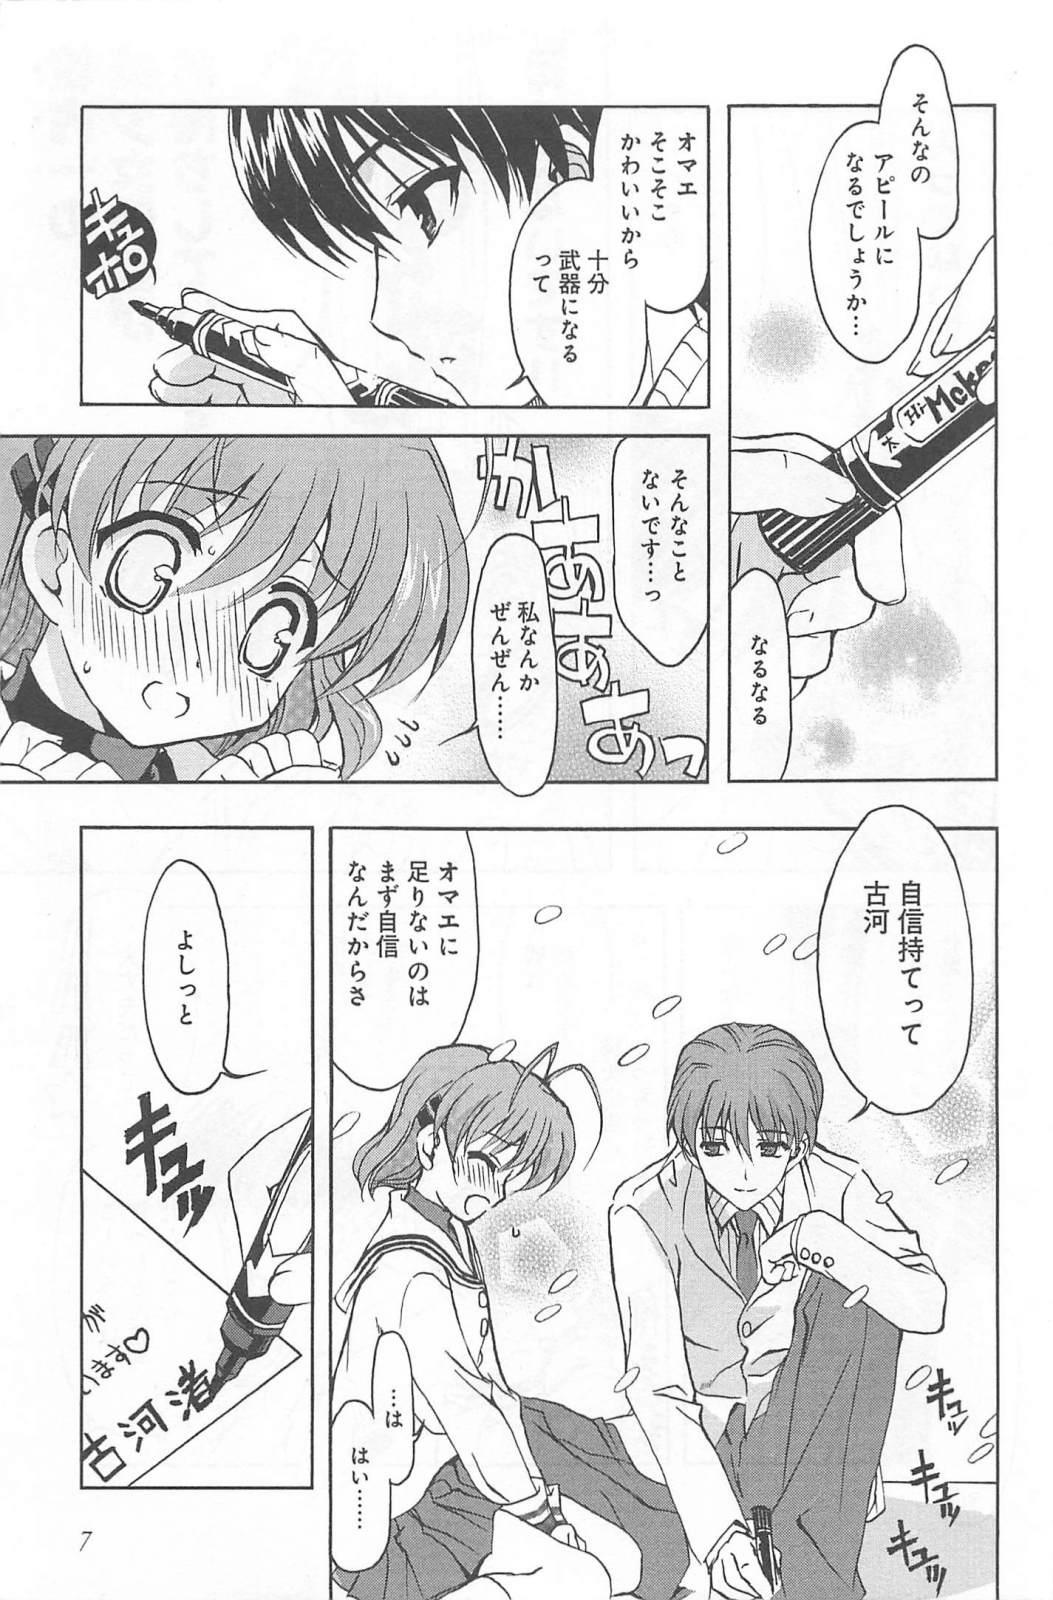 そんなの
アピールに
なるでしょうか…
Hi
Mckee
太
なるなる
オマエ
そこそこ
かわいいから
十分
武器になる
って
キュポ
そんなこと
ないです…っ
私なんか
ぜんぜん……
かあああぁっ
自信持てって
古河
オマエに
足りないのは
まず自信
なんだからさ
…は
はい……
キュッ
キュッ
キュッ
よしっと
キュッ
古河渚
7